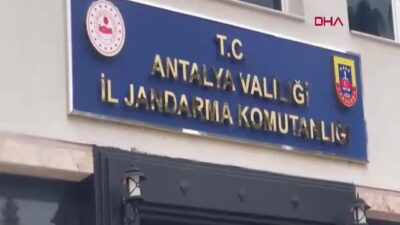 DHA
T.C
ANTALYA VALİLİĞİ
İL JANDARMA KOMUTANLIĞI